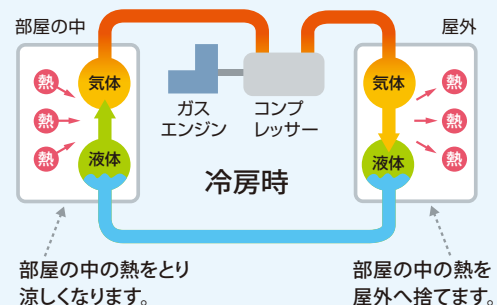 部屋の中
屋外
熱
熱
熱
気体
液体
ガス
エンジン
コンプ
レッサー
冷房時
気体
液体
熱
熱
熱
部屋の中の熱をとり
涼しくなります。
部屋の中の熱を
屋外へ捨てます。